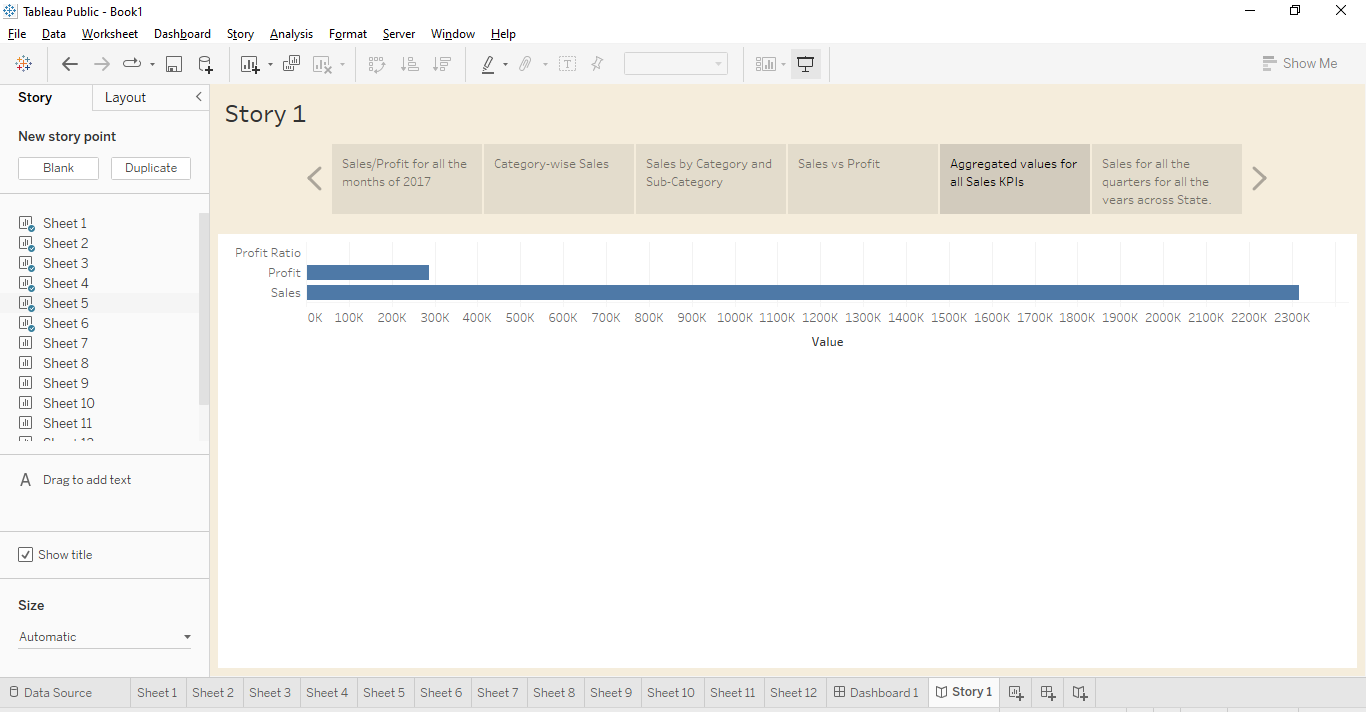 Tableau Public - Book1
File Data Worksheet Dashboard Story Analysis Format Server Window Help
Show Me
Story Layout
New story point
Blank Duplicate
Sheet 1
Sheet 2
Sheet 3
Sheet 4
Sheet 5
Sheet 6
Sheet 7
Sheet 8
Sheet 9
Sheet 10
Sheet 11
A Drag to add text
Show title
Size
Automatic
Story 1
Sales/Profit for all the
months of 2017
Category-wise Sales
Sales by Category and
Sub-Category
Sales vs Profit
Aggregated values for
all Sales KPIs
Sales for all the
quarters for all the
years across State.
Profit Ratio
Profit
Sales
0K 100K 200K 300K 400K 500K 600K 700K 800K 900K 1000K 1100K 1200K 1300K 1400K 1500K 1600K 1700K 1800K 1900K 2000K 2100K 2200K 2300K
Value
Data Source Sheet 1 Sheet 2 Sheet 3 Sheet 4 Sheet 5 Sheet 6 Sheet 7 Sheet 8 Sheet 9 Sheet 10 Sheet 11 Sheet 12 Dashboard 1 Story 1